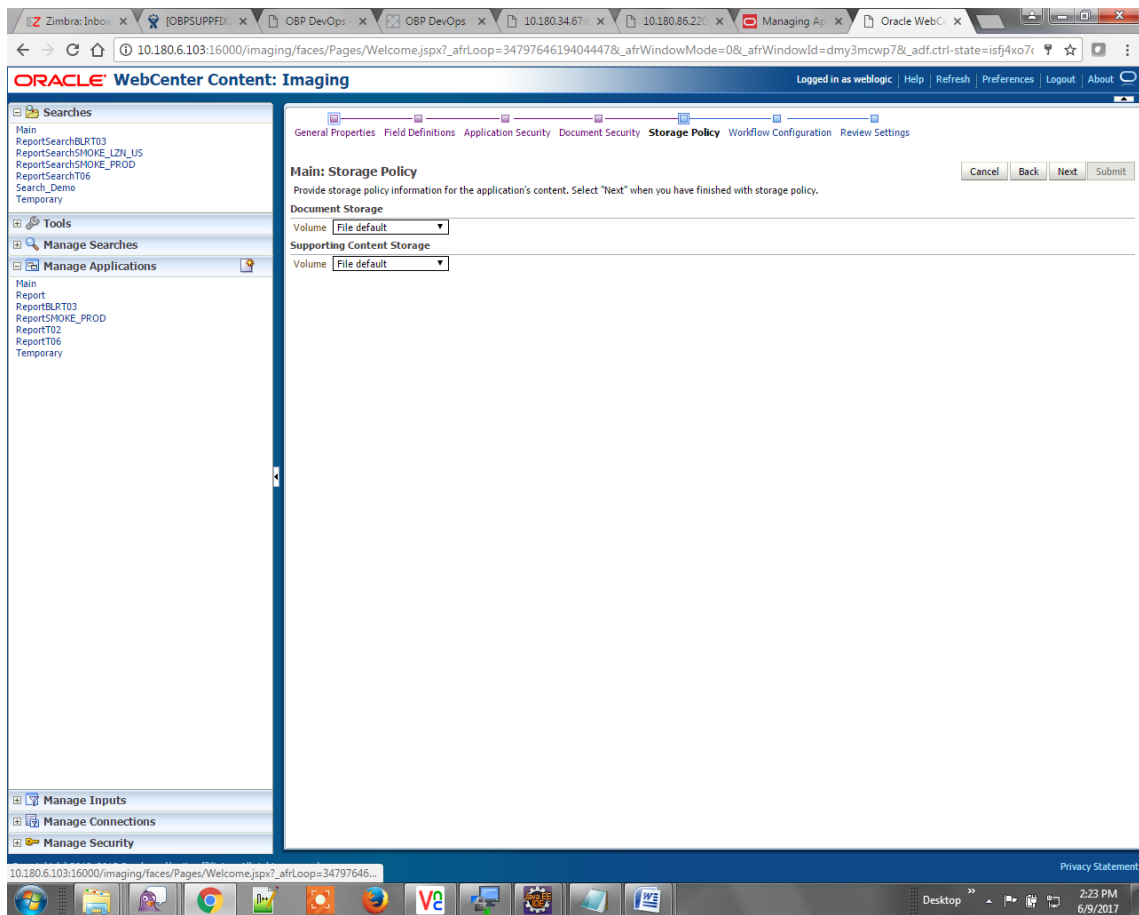 Zimbra: Inbox
[OBPSUPPFIX
OBP DevOps
OBP DevOps
10.180.34.67:
10.180.86.220
Managing Ap
Oracle WebCe
10.180.6.103:16000/imaging/faces/Pages/Welcome.jspx?_afrLoop=34797646194044478&_afrWindowMode=0&_afrWindowId=dmy3mcwp7&_adf.ctrl-state=isfj4xo7c
ORACLE WebCenter Content: Imaging
Logged in as weblogic Help Refresh Preferences Logout About
Searches
Main
ReportSearchBLRT03
ReportSearchSMOKE_LZN_US
ReportSearchSMOKE_PROD
ReportSearchT06
Search_Demo
Temporary
Tools
Manage Searches
Manage Applications
Main
Report
ReportBLRT03
ReportSMOKE_PROD
ReportT02
ReportT06
Temporary
Manage Inputs
Manage Connections
Manage Security
General Properties Field Definitions Application Security Document Security Storage Policy Workflow Configuration Review Settings
Main: Storage Policy
Cancel Back Next Submit
Provide storage policy information for the application's content. Select "Next" when you have finished with storage policy.
Document Storage
Volume File default
Supporting Content Storage
Volume File default
Privacy Statement
10.180.6.103:16000/imaging/faces/Pages/Welcome.jspx?_afrLoop=34797646...
Desktop
2:23 PM
6/9/2017